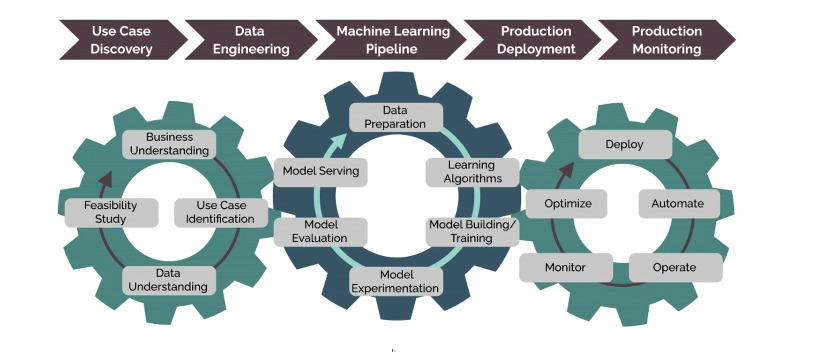 Use Case
Discovery
Data
Engineering
Machine Learning
Pipeline
Production
Deployment
Production
Monitoring
Business
Understanding
Use Case
Identification
Data
Understanding
Feasibility
Study
Data
Preparation
Learning
Algorithms
Model Building/
Training
Model
Experimentation
Model
Evaluation
Model Serving
Deploy
Automate
Operate
Monitor
Optimize